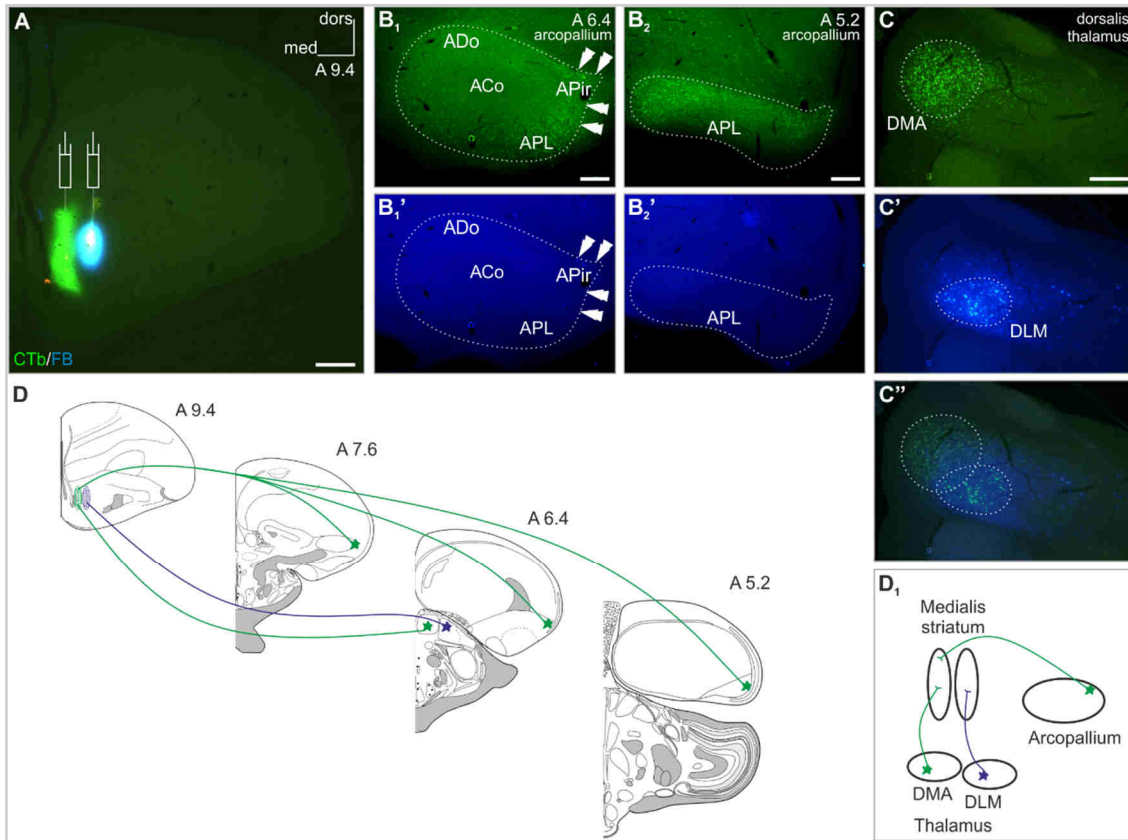 A
dors
med
A 9.4
CTb/FB
B₁
A 6.4
arcopallium
ADo
ACo
APir
APL
B₂
A 5.2
arcopallium
APL
C
dorsalis
thalamus
DMA
B₁'
ADo
ACo
APir
APL
B₂'
APL
C'
DLM
C''
D
A 9.4
A 7.6
A 6.4
A 5.2
D₁
Medialis
striatum
Arcopallium
DMA
DLM
Thalamus